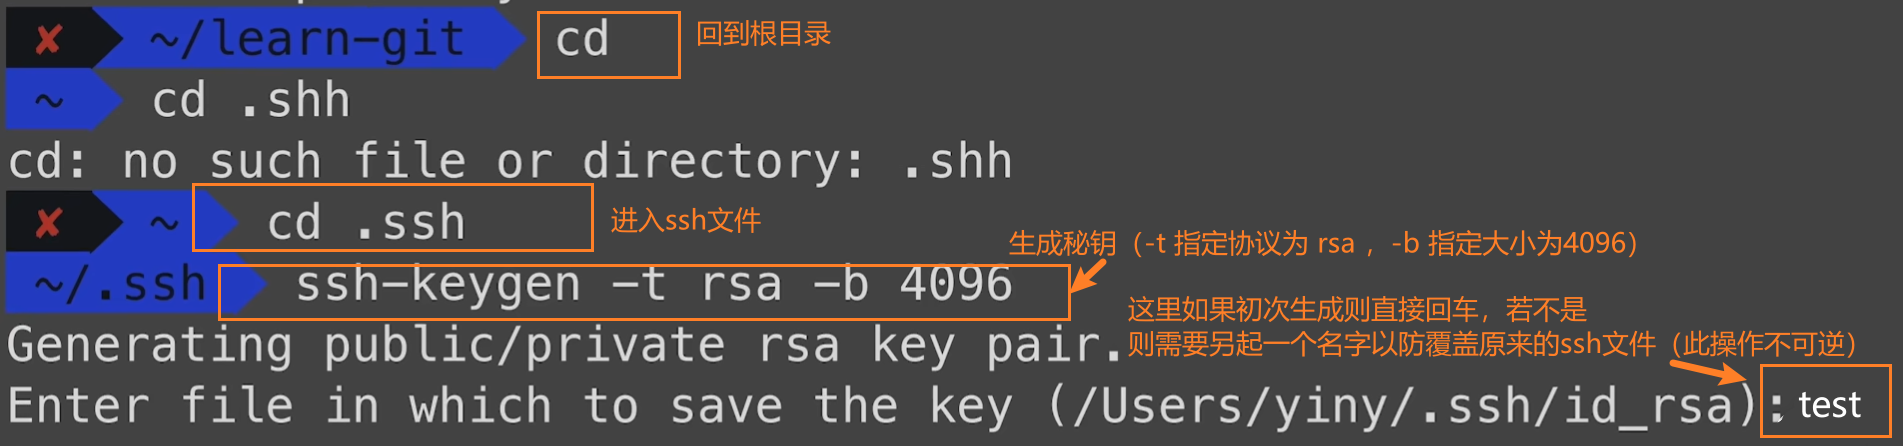 ✘ ~/learn-git cd 回到根目录
~ cd .shh
cd: no such file or directory: .shh
✘ ~ cd .ssh 进入ssh文件
生成秘钥（-t 指定协议为 rsa ，-b 指定大小为4096）
~/.ssh ssh-keygen -t rsa -b 4096
这里如果初次生成则直接回车，若不是
Generating public/private rsa key pair.
则需要另起一个名字以防覆盖原来的ssh文件（此操作不可逆）
Enter file in which to save the key (/Users/yiny/.ssh/id_rsa): test